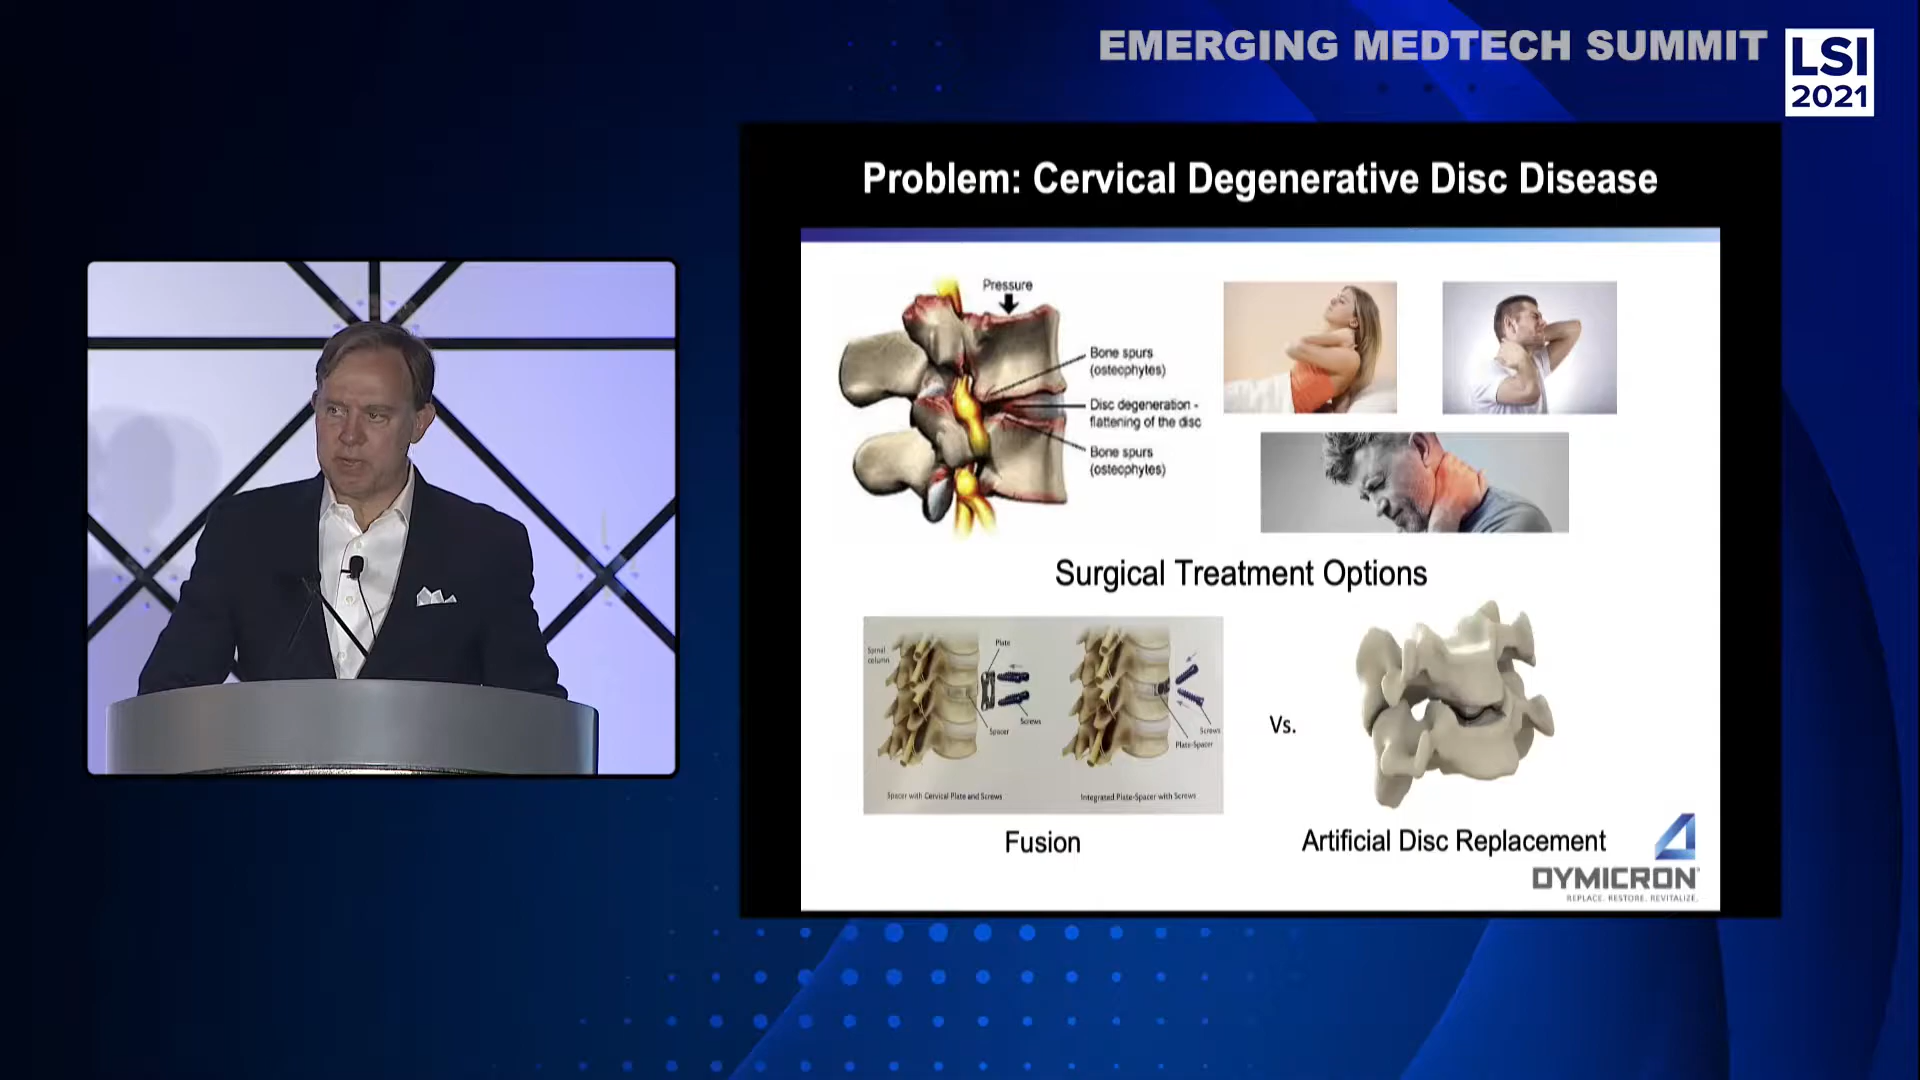 EMERGING MEDTECH SUMMIT
LSI
2021
Problem: Cervical Degenerative Disc Disease
Pressure
Bone spurs
(osteophytes)
Disc degeneration -
flattening of the disc
Bone spurs
(osteophytes)
Surgical Treatment Options
Spinal
column
Plate
Screws
Spacer
Spacer with Cervical Plate and Screws
Screws
Plate-Spacer
Integrated Plate-Spacer with Screws
Vs.
Fusion
Artificial Disc Replacement
DYMICRON
REPLACE. RESTORE. REVITALIZE.